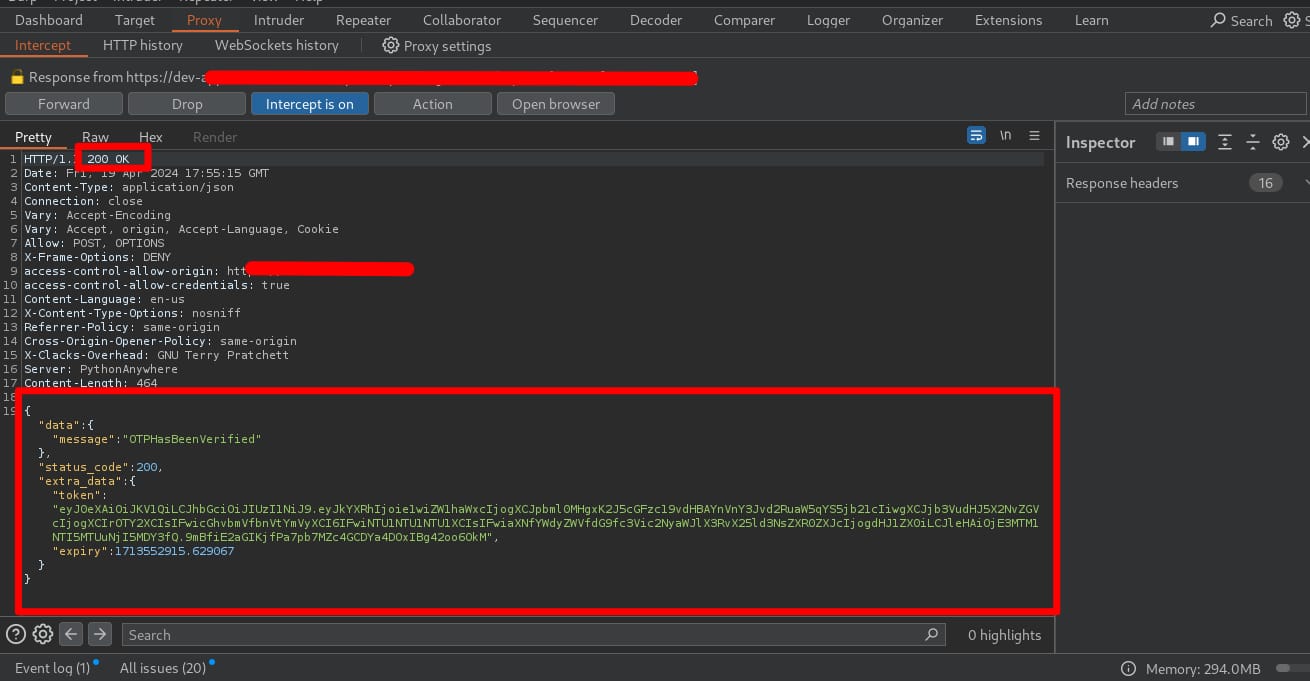 Dashboard Target Proxy Intruder Repeater Collaborator Sequencer Decoder Comparer Logger Organizer Extensions Learn Search
Intercept HTTP history WebSockets history Proxy settings
Response from https://dev-a
Forward Drop Intercept is on Action Open browser Add notes
Pretty Raw Hex Render \n
Inspector
Response headers 16
1 HTTP/1. 200 OK
2 Date: Fri, 19 Apr 2024 17:55:15 GMT
3 Content-Type: application/json
4 Connection: close
5 Vary: Accept-Encoding
6 Vary: Accept, origin, Accept-Language, Cookie
7 Allow: POST, OPTIONS
8 X-Frame-Options: DENY
9 access-control-allow-origin: htt
10 access-control-allow-credentials: true
11 Content-Language: en-us
12 X-Content-Type-Options: nosniff
13 Referrer-Policy: same-origin
14 Cross-Origin-Opener-Policy: same-origin
15 X-Clacks-Overhead: GNU Terry Pratchett
16 Server: PythonAnywhere
17 Content-Length: 464
18
19 {
"data":{
"message":"OTPHasBeenVerified"
},
"status_code":200,
"extra_data":{
"token":
"expiry":1713552915.629067
}
}
Search 0 highlights
Event log (1) All issues (20) Memory: 294.0MB